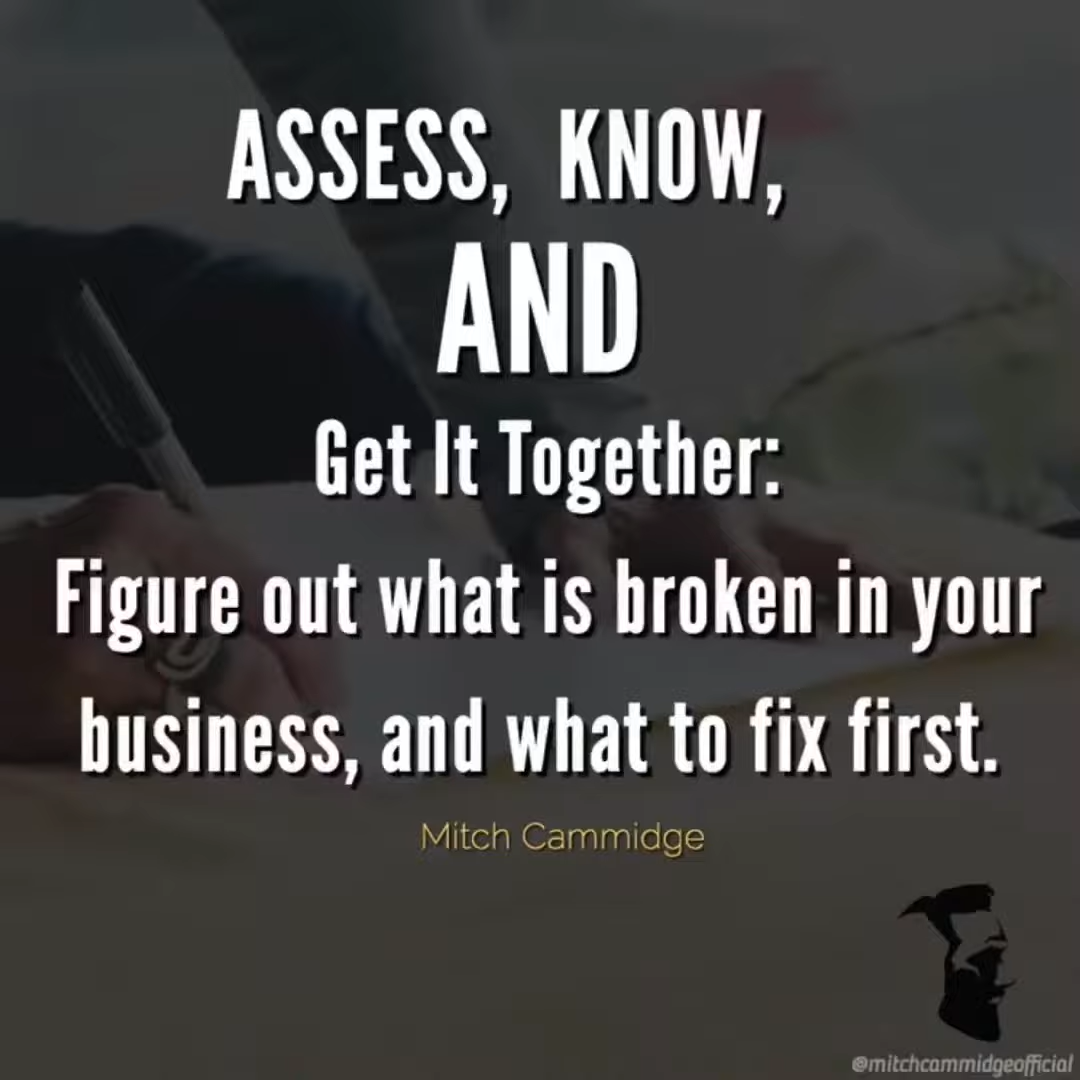 ASSESS, KNOW,
AND
Get It Together:
Figure out what is broken in your
business, and what to fix first.
Mitch Cammidge
@mitchcammidgeofficial